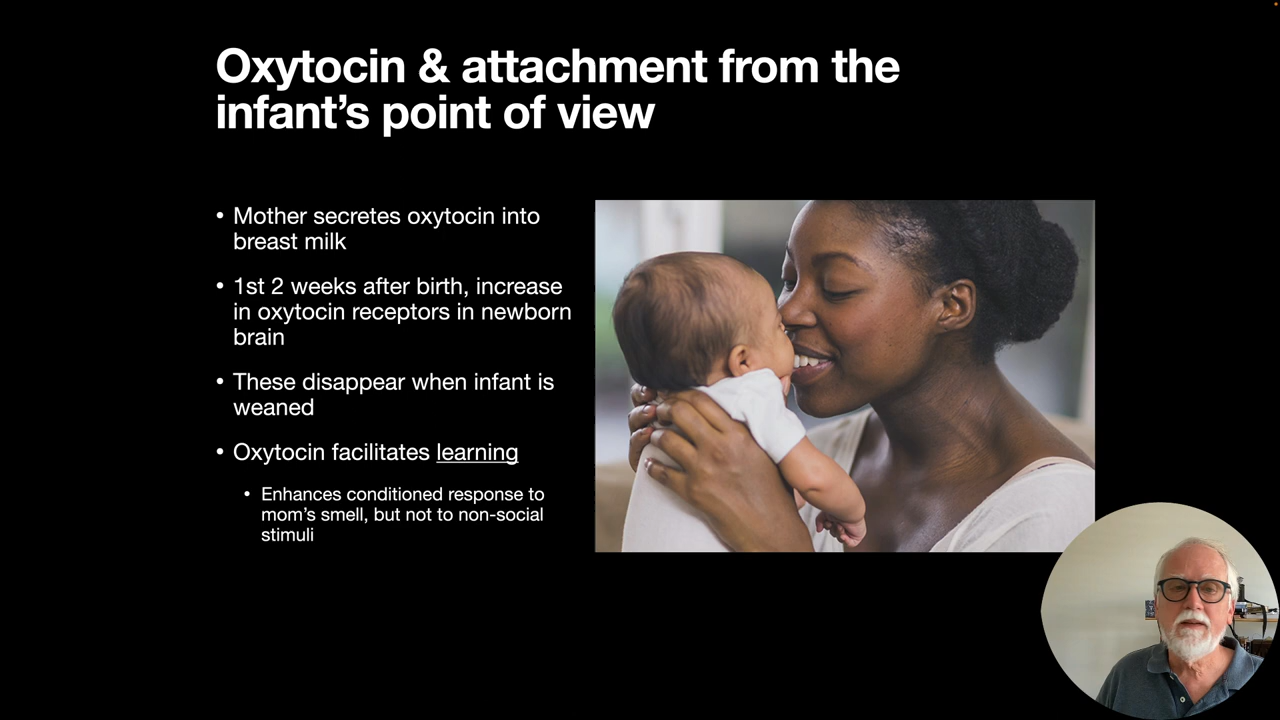 Oxytocin & attachment from the
infant’s point of view
• Mother secretes oxytocin into
breast milk
• 1st 2 weeks after birth, increase
in oxytocin receptors in newborn
brain
• These disappear when infant is
weaned
• Oxytocin facilitates learning
• Enhances conditioned response to
mom’s smell, but not to non-social
stimuli